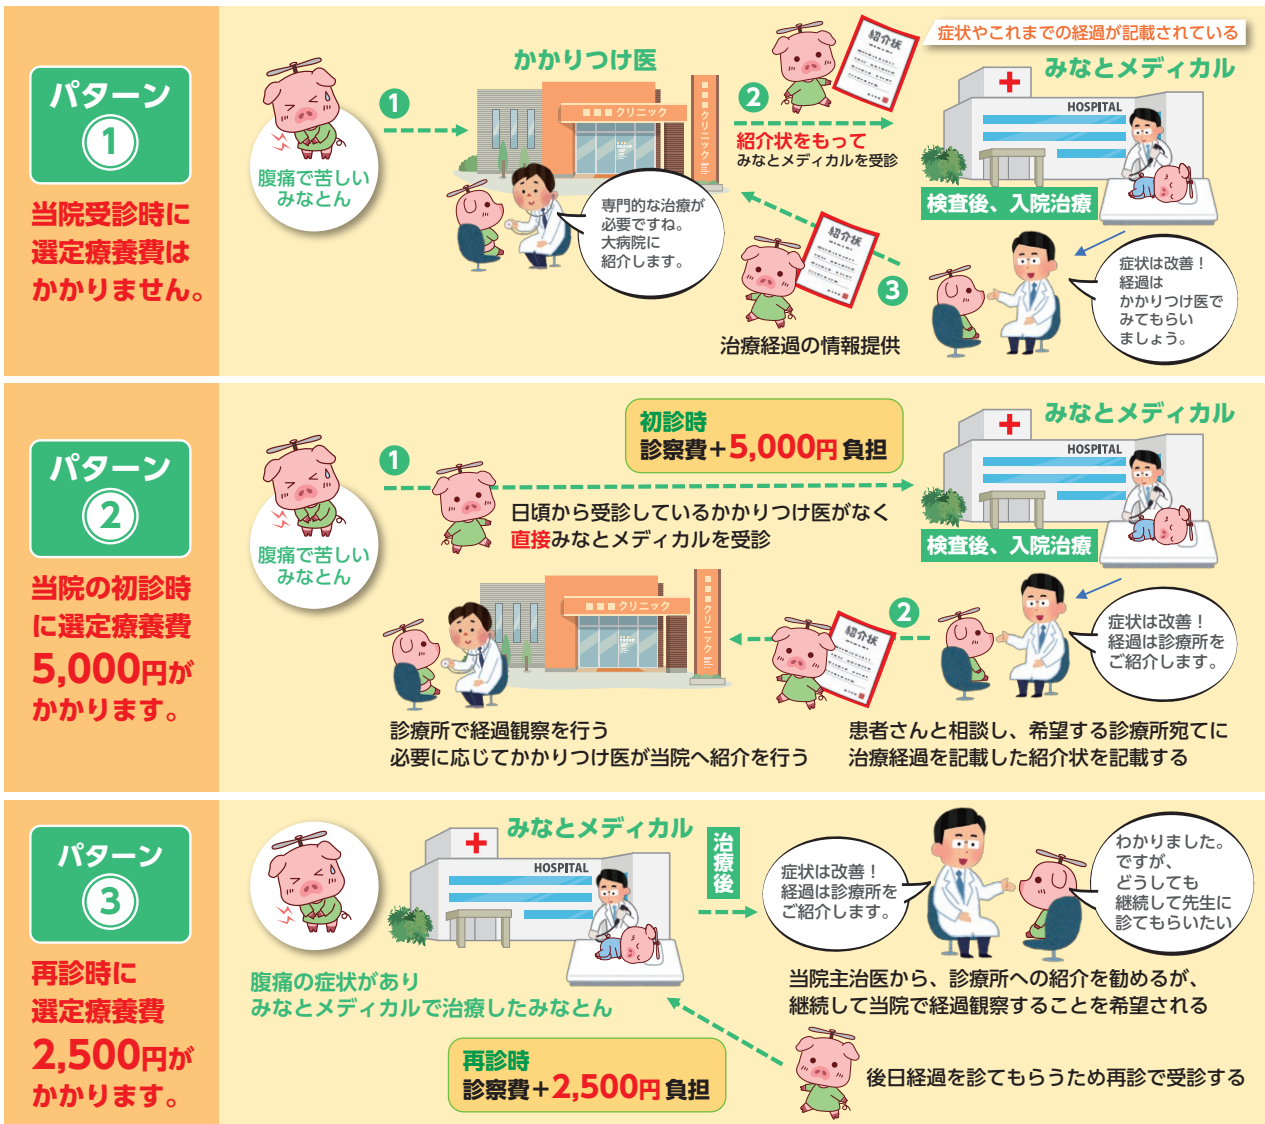 パターン
1
当院受診時に
選定療養費は
かかりません。
腹痛で苦しい
みなとん
1
かかりつけ医
クリニック
クリニック
専門的な治療が
必要ですね。
大病院に
紹介します。
2
紹介状
紹介状をもって
みなとメディカルを受診
症状やこれまでの経過が記載されている
みなとメディカル
HOSPITAL
検査後、入院治療
症状は改善！
経過は
かかりつけ医で
みてもらい
ましょう。
紹介状
3
治療経過の情報提供
パターン
2
当院の初診時
に選定療養費
5,000円が
かかります。
腹痛で苦しい
みなとん
1
初診時
診察費＋5,000円 負担
日頃から受診しているかかりつけ医がなく
直接みなとメディカルを受診
みなとメディカル
HOSPITAL
検査後、入院治療
症状は改善！
経過は診療所を
ご紹介します。
2
紹介状
患者さんと相談し、希望する診療所宛てに
治療経過を記載した紹介状を記載する
クリニック
クリニック
診療所で経過観察を行う
必要に応じてかかりつけ医が当院へ紹介を行う
パターン
3
再診時に
選定療養費
2,500円が
かかります。
腹痛の症状があり
みなとメディカルで治療したみなとん
みなとメディカル
HOSPITAL
治療後
症状は改善！
経過は診療所を
ご紹介します。
わかりました。
ですが、
どうしても
継続して先生に
診てもらいたい
当院主治医から、診療所への紹介を勧めるが、
継続して当院で経過観察することを希望される
後日経過を診てもらうため再診で受診する
再診時
診察費＋2,500円 負担